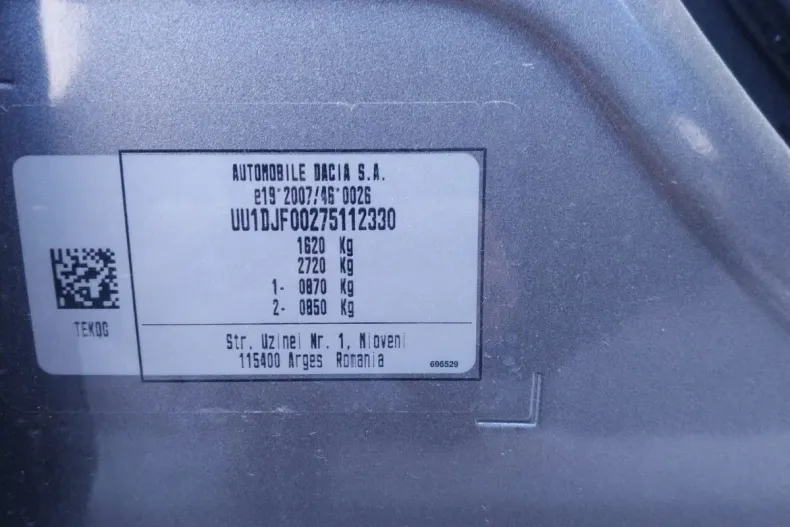 AUTOMOBILE DACIA S.A.
e19*2007/46*0026
UU1DJF00275112330
1620 Kg
2720 Kg
1- 0870 Kg
2- 0850 Kg
TEKOG
Str. Uzinei Nr. 1, Mioveni
115400 Arges Romania
696529